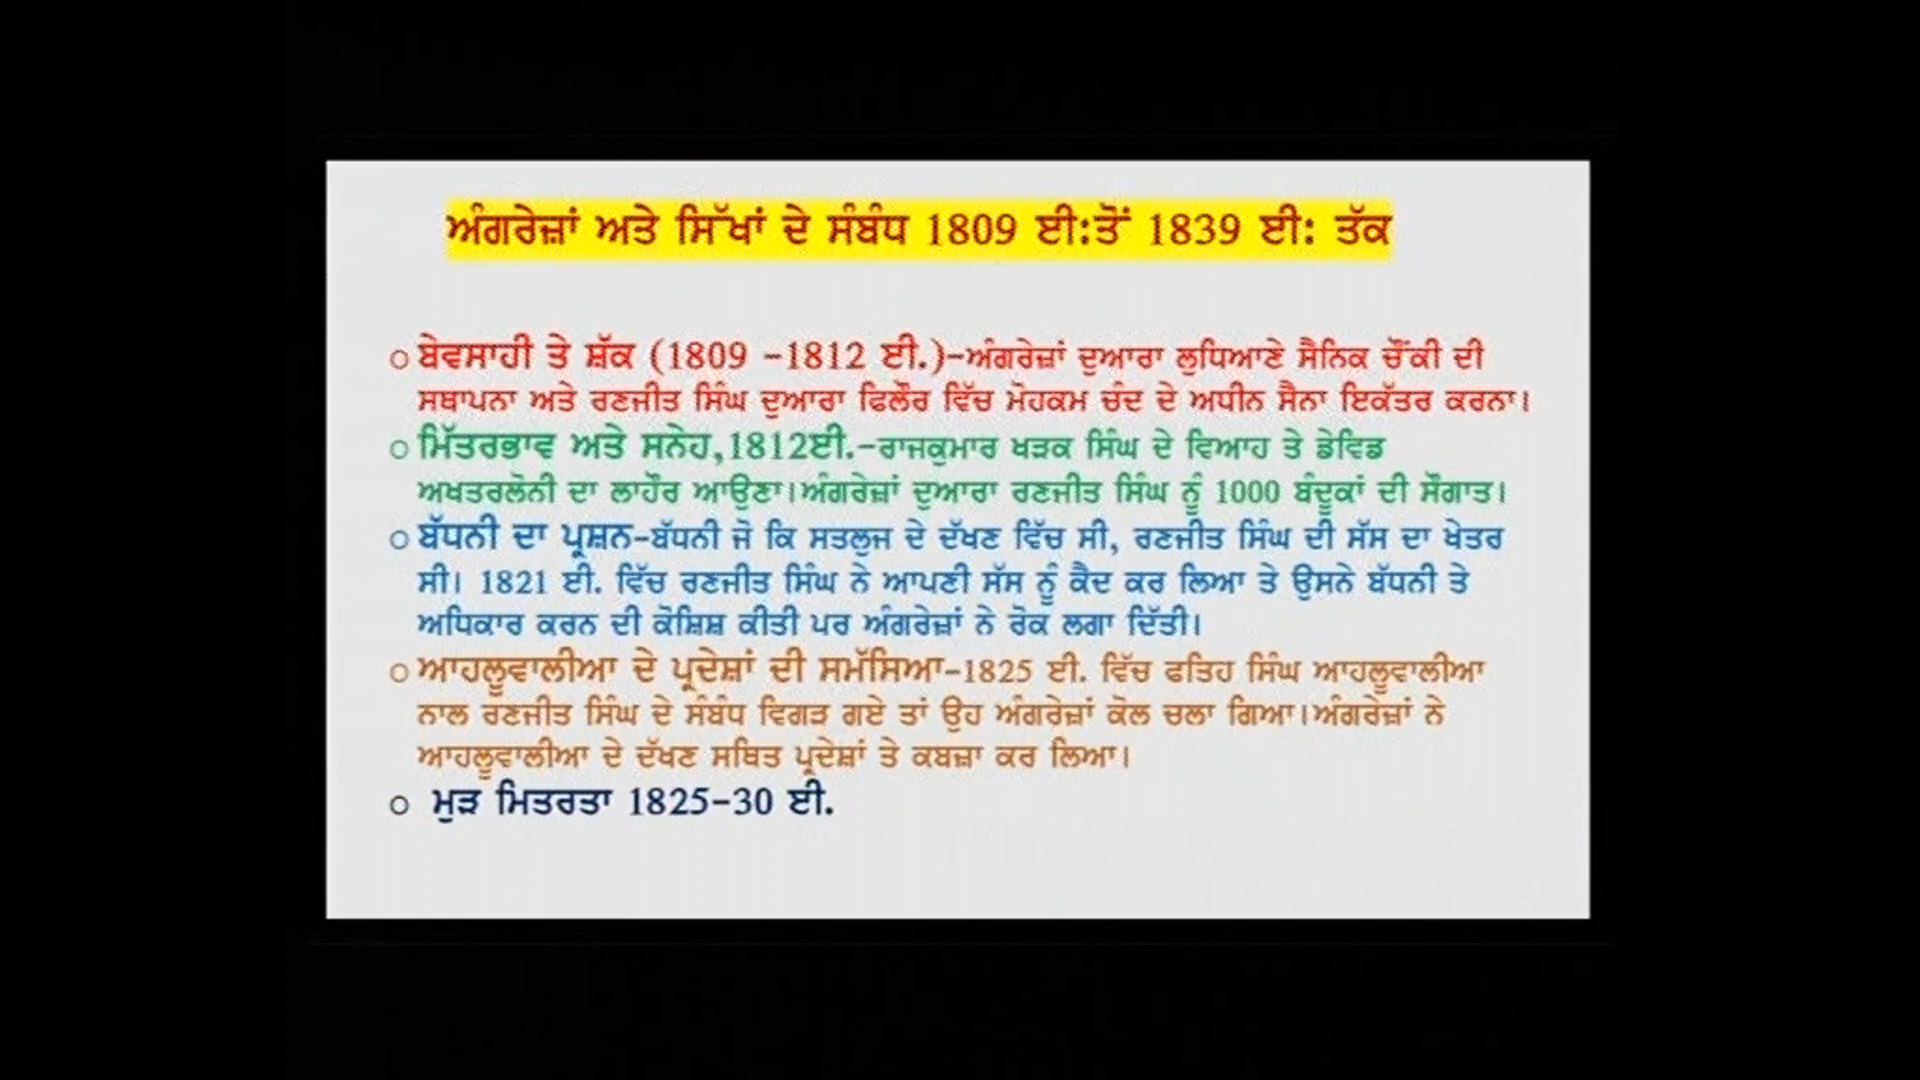 ਅੰਗਰੇਜ਼ਾਂ ਅਤੇ ਸਿੱਖਾਂ ਦੇ ਸੰਬੰਧ 1809 ਈ:ਤੋਂ 1839 ਈ: ਤੱਕ
ਬੇਵਸਾਹੀ ਤੇ ਸ਼ੱਕ (1809 -1812 ਈ.)-ਅੰਗਰੇਜ਼ਾਂ ਦੁਆਰਾ ਲੁਧਿਆਣੇ ਸੈਨਿਕ ਚੌਂਕੀ ਦੀ
ਸਥਾਪਨਾ ਅਤੇ ਰਣਜੀਤ ਸਿੰਘ ਦੁਆਰਾ ਫਿਲੌਰ ਵਿੱਚ ਮੋਹਕਮ ਚੰਦ ਦੇ ਅਧੀਨ ਸੈਨਾ ਇਕੱਤਰ ਕਰਨਾ।
ਮਿੱਤਰਭਾਵ ਅਤੇ ਸਨੇਹ,1812ਈ.-ਰਾਜਕੁਮਾਰ ਖੜਕ ਸਿੰਘ ਦੇ ਵਿਆਹ ਤੇ ਡੇਵਿਡ
ਅਖਤਰਲੋਨੀ ਦਾ ਲਾਹੌਰ ਆਉਣਾ।ਅੰਗਰੇਜ਼ਾਂ ਦੁਆਰਾ ਰਣਜੀਤ ਸਿੰਘ ਨੂੰ 1000 ਬੰਦੂਕਾਂ ਦੀ ਸੌਗਾਤ।
ਬੱਧਨੀ ਦਾ ਪ੍ਰਸ਼ਨ-ਬੱਧਨੀ ਜੋ ਕਿ ਸਤਲੁਜ ਦੇ ਦੱਖਣ ਵਿੱਚ ਸੀ, ਰਣਜੀਤ ਸਿੰਘ ਦੀ ਸੱਸ ਦਾ ਖੇਤਰ
ਸੀ। 1821 ਈ. ਵਿੱਚ ਰਣਜੀਤ ਸਿੰਘ ਨੇ ਆਪਣੀ ਸੱਸ ਨੂੰ ਕੈਦ ਕਰ ਲਿਆ ਤੇ ਉਸਨੇ ਬੱਧਨੀ ਤੇ
ਅਧਿਕਾਰ ਕਰਨ ਦੀ ਕੋਸ਼ਿਸ਼ ਕੀਤੀ ਪਰ ਅੰਗਰੇਜ਼ਾਂ ਨੇ ਰੋਕ ਲਗਾ ਦਿੱਤੀ।
ਆਹਲੂਵਾਲੀਆ ਦੇ ਪ੍ਰਦੇਸ਼ਾਂ ਦੀ ਸਮੱਸਿਆ-1825 ਈ. ਵਿੱਚ ਫਤਿਹ ਸਿੰਘ ਆਹਲੂਵਾਲੀਆ
ਨਾਲ ਰਣਜੀਤ ਸਿੰਘ ਦੇ ਸੰਬੰਧ ਵਿਗੜ ਗਏ ਤਾਂ ਉਹ ਅੰਗਰੇਜ਼ਾਂ ਕੋਲ ਚਲਾ ਗਿਆ।ਅੰਗਰੇਜ਼ਾਂ ਨੇ
ਆਹਲੂਵਾਲੀਆ ਦੇ ਦੱਖਣ ਸਥਿਤ ਪ੍ਰਦੇਸ਼ਾਂ ਤੇ ਕਬਜ਼ਾ ਕਰ ਲਿਆ।
ਮੁੜ ਮਿਤਰਤਾ 1825-30 ਈ.